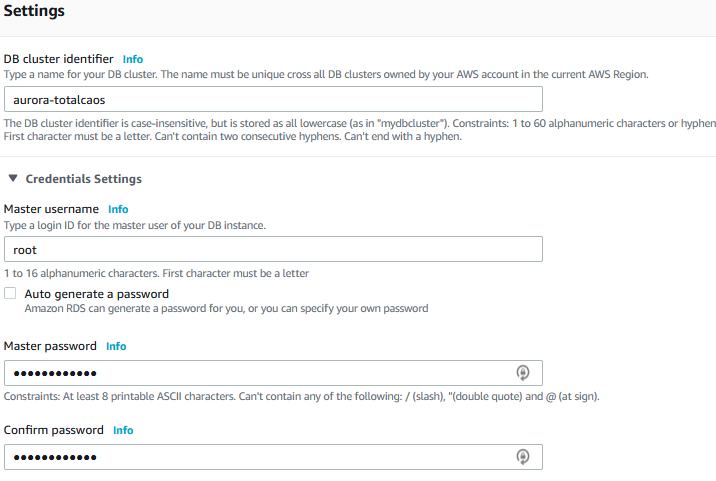 Settings
DB cluster identifier Info
Type a name for your DB cluster. The name must be unique cross all DB clusters owned by your AWS account in the current AWS Region.
aurora-totalcaos
The DB cluster identifier is case-insensitive, but is stored as all lowercase (as in "mydbcluster"). Constraints: 1 to 60 alphanumeric characters or hyphen
First character must be a letter. Can't contain two consecutive hyphens. Can't end with a hyphen.
Credentials Settings
Master username Info
Type a login ID for the master user of your DB instance.
root
1 to 16 alphanumeric characters. First character must be a letter
Auto generate a password
Amazon RDS can generate a password for you, or you can specify your own password
Master password Info
••••••••••••
Constraints: At least 8 printable ASCII characters. Can't contain any of the following: / (slash), "(double quote) and @ (at sign).
Confirm password Info
••••••••••••